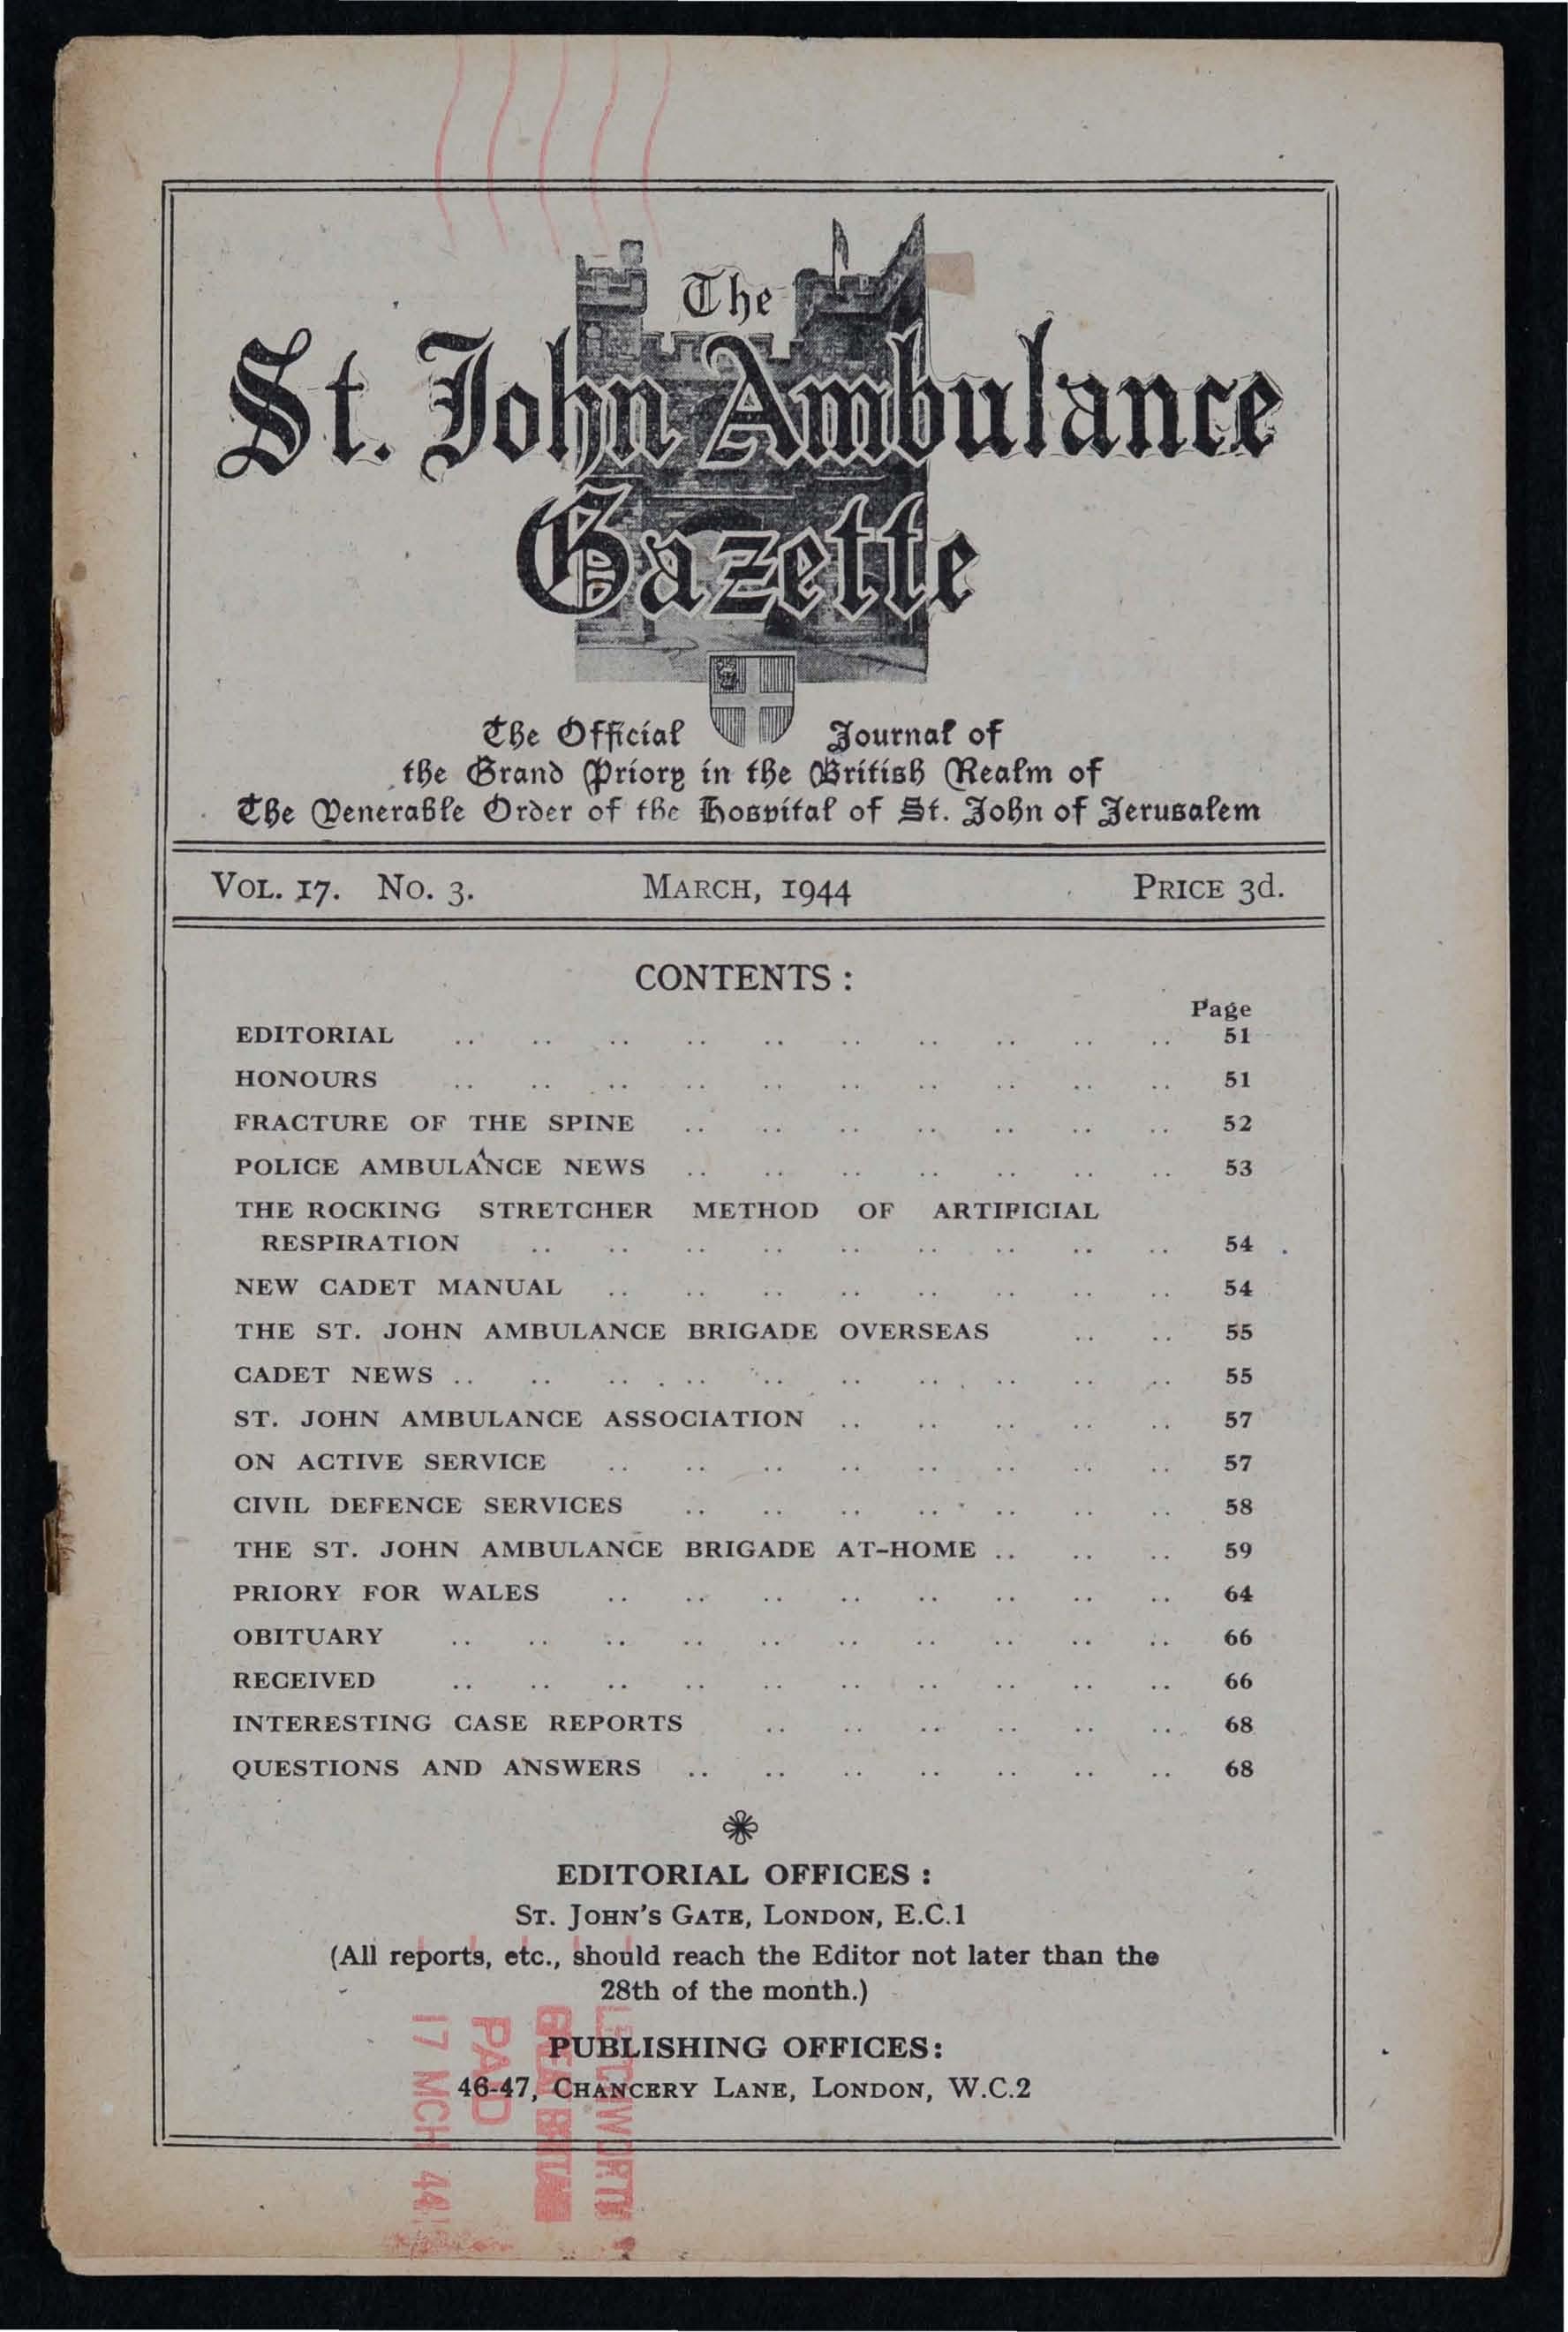 The
St. John Ambulance
Gazette
The Official Journal of
the Grand Priory in the British Realm of
The Venerable Order of the Hospital of St. John of Jerusalem
VOL. 17. NO. 3. MARCH, 1944 PRICE 3d.
CONTENTS :
Page
EDITORIAL .. .. .. .. .. .. .. .. .. .. 51
HONOURS .. .. .. .. .. .. .. .. .. .. 51
FRACTURE OF THE SPINE .. .. .. .. .. .. .. 52
POLICE AMBULANCE NEWS .. .. .. .. .. .. .. 53
THE ROCKING STRETCHER METHOD OF ARTIFICIAL
RESPIRATION .. .. .. .. .. .. .. .. .. 54
NEW CADET MANUAL .. .. .. .. .. .. .. .. 54
THE ST. JOHN AMBULANCE BRIGADE OVERSEAS .. .. 55
CADET NEWS .. .. .. .. .. .. .. .. .. .. 55
ST. JOHN AMBULANCE ASSOCIATION .. .. .. .. .. 57
ON ACTIVE SERVICE .. .. .. .. .. .. .. .. 57
CIVIL DEFENCE SERVICES .. .. .. .. .. .. .. 58
THE ST. JOHN AMBULANCE BRIGADE AT-HOME .. .. .. 59
PRIORY FOR WALES .. .. .. .. .. .. .. .. 64
OBITUARY .. .. .. .. .. .. .. .. .. .. 66
RECEIVED .. .. .. .. .. .. .. .. .. .. 66
INTERESTING CASE REPORTS .. .. .. .. .. .. 68
QUESTIONS AND ANSWERS .. .. .. .. .. .. .. 68
EDITORIAL OFFICES :
ST. JOHN'S GATE, LONDON, E.C.1
(All reports, etc., should reach the Editor not later than the
28th of the month.)
PUBLISHING OFFICES:
46-47, CHANCERY LANE, LONDON, W.C.2
LETCHWORTH
GREAT BRITAIN
PAID
17 MCH 44